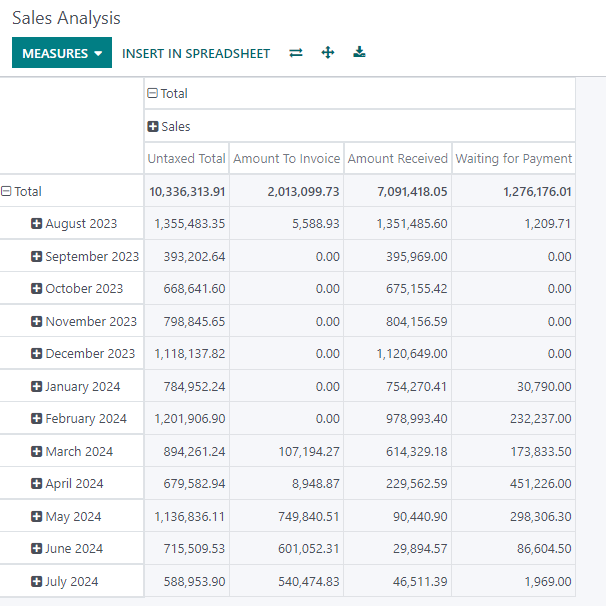 Sales Analysis
MEASURES INSERT IN SPREADSHEET
Total
Sales
Untaxed Total Amount To Invoice Amount Received Waiting for Payment
Total 10,336,313.91 2,013,099.73 7,091,418.05 1,276,176.01
August 2023 1,355,483.35 5,588.93 1,351,485.60 1,209.71
September 2023 393,202.64 0.00 395,969.00 0.00
October 2023 668,641.60 0.00 675,155.42 0.00
November 2023 798,845.65 0.00 804,156.59 0.00
December 2023 1,118,137.82 0.00 1,120,649.00 0.00
January 2024 784,952.24 0.00 754,270.41 30,790.00
February 2024 1,201,906.90 0.00 978,993.40 232,237.00
March 2024 894,261.24 107,194.27 614,329.18 173,833.50
April 2024 679,582.94 8,948.87 229,562.59 451,226.00
May 2024 1,136,836.11 749,840.51 90,440.90 298,306.30
June 2024 715,509.53 601,052.31 29,894.57 86,604.50
July 2024 588,953.90 540,474.83 46,511.39 1,969.00